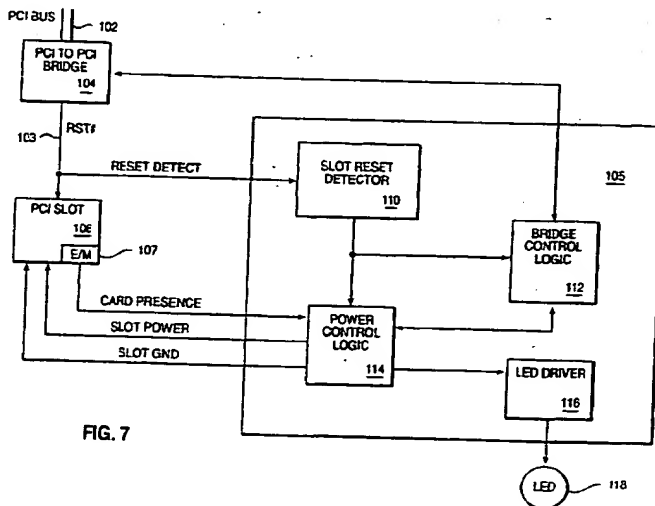 PCI BUS
102
PCI TO PCI
BRIDGE
104
103
RST#
RESET DETECT
SLOT RESET
DETECTOR
110
105
PCI SLOT
106
E/M
107
BRIDGE
CONTROL
LOGIC
112
CARD PRESENCE
SLOT POWER
SLOT GND
POWER
CONTROL
LOGIC
114
LED DRIVER
116
FIG. 7
LED
118